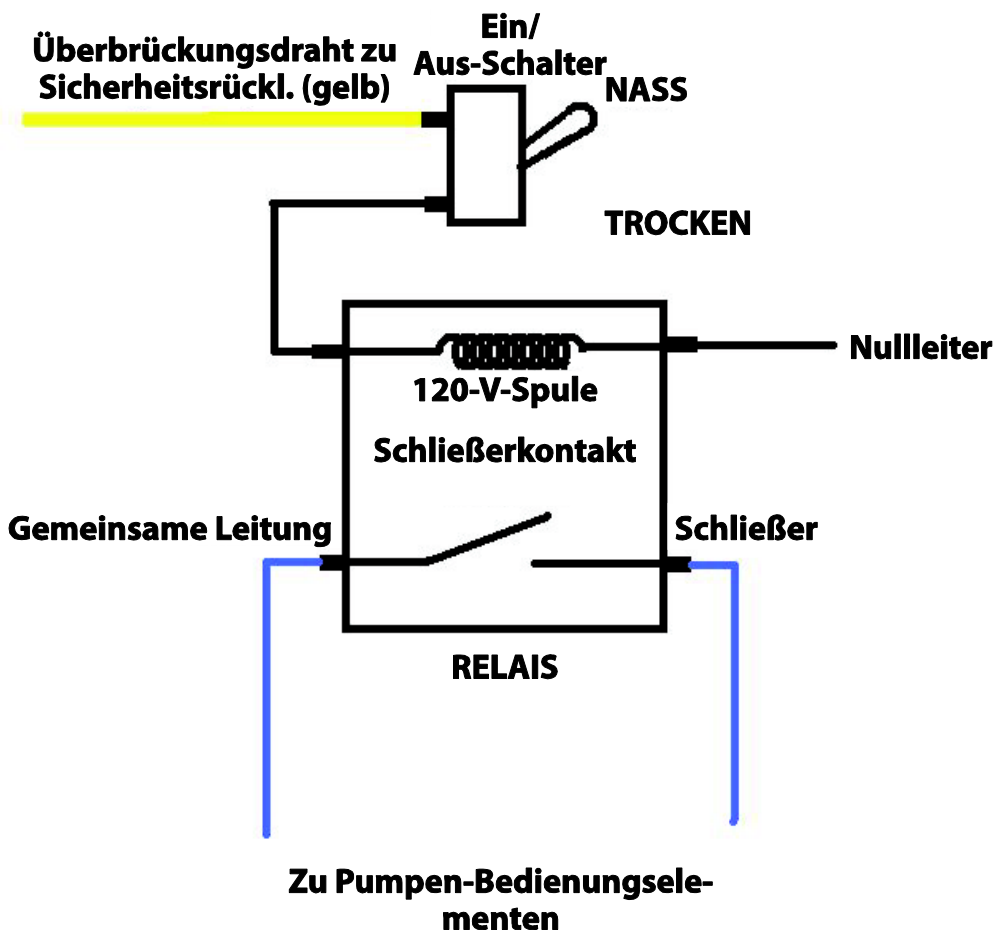 Ein/
Aus-Schalter
Überbrückungsdraht zu
Sicherheitsrückl. (gelb)
NASS
TROCKEN
Nullleiter
120-V-Spule
Schließerkontakt
Gemeinsame Leitung
Schließer
RELAIS
Zu Pumpen-Bedienungsele-
menten